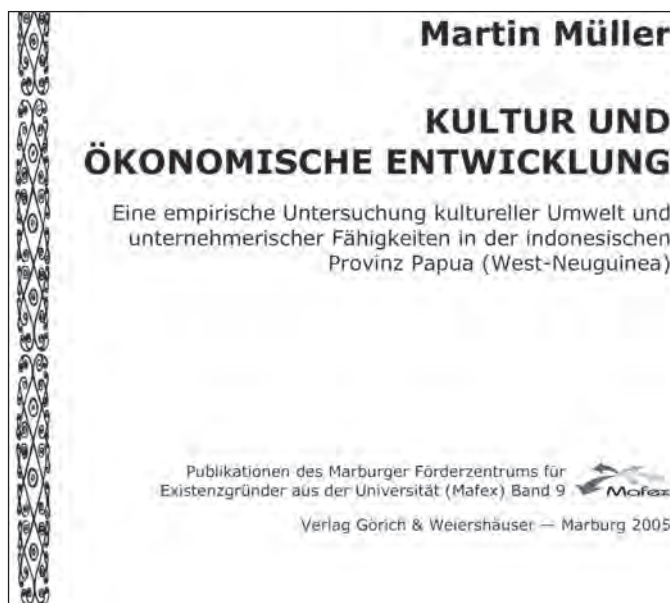 Martin Müller
KULTUR UND
ÖKONOMISCHE ENTWICKLUNG
Eine empirische Untersuchung kultureller Umwelt und
unternehmerischer Fähigkeiten in der indonesischen
Provinz Papua (West-Neuguinea)
Publikationen des Marburger Förderzentrums für
Existenzgründer aus der Universität (Mafex) Band 9
Mafex
Verlag Görich & Weiershäuser — Marburg 2005